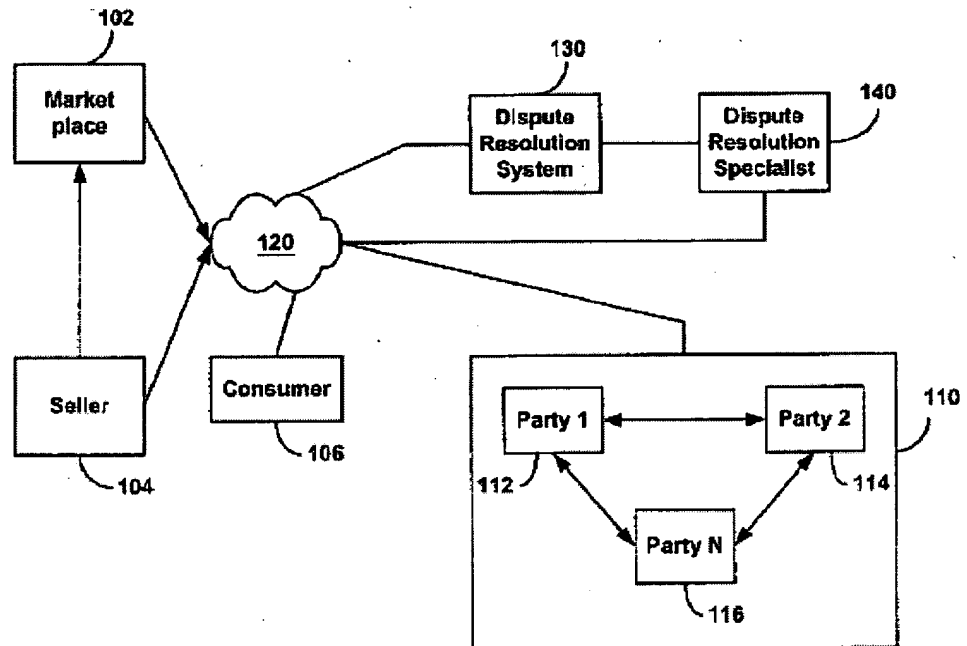 102
Market
place
130
Dispute
Resolution
System
140
Dispute
Resolution
Specialist
120
Seller
104
Consumer
106
Party 1
112
Party 2
114
110
Party N
116